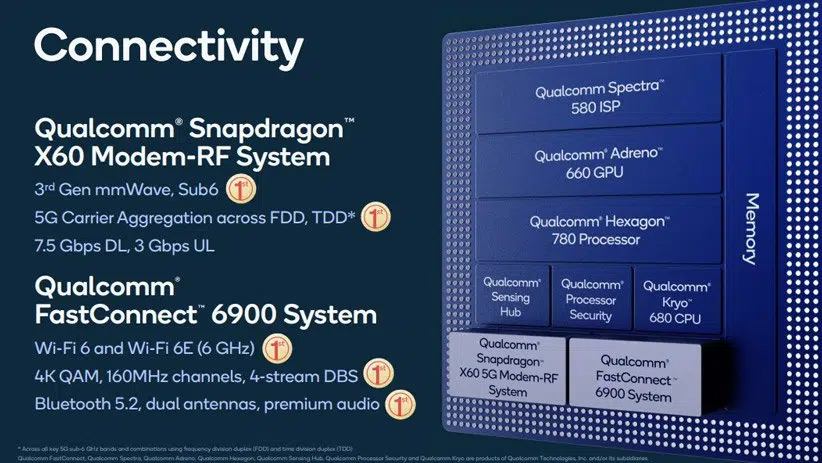 Connectivity
Qualcomm® Snapdragon™
X60 Modem-RF System
3rd Gen mmWave, Sub6 1st
5G Carrier Aggregation across FDD, TDD* 1st
7.5 Gbps DL, 3 Gbps UL
Qualcomm®
FastConnect™ 6900 System
Wi-Fi 6 and Wi-Fi 6E (6 GHz) 1st
4K QAM, 160MHz channels, 4-stream DBS 1st
Bluetooth 5.2, dual antennas, premium audio 1st
Qualcomm Spectra™
580 ISP
Qualcomm® Adreno™
660 GPU
Qualcomm® Hexagon™
780 Processor
Qualcomm®
Sensing
Hub
Qualcomm®
Processor
Security
Qualcomm®
Kryo™
680 CPU
Memory
Qualcomm®
Snapdragon™
X60 5G Modem-RF
System
Qualcomm®
FastConnect™
6900 System
* Across all key 5G sub-6 GHz bands and combinations using frequency division duplex (FDD) and time division duplex (TDD)
Qualcomm FastConnect, Qualcomm Spectra, Qualcomm Adreno, Qualcomm Hexagon, Qualcomm Sensing Hub, Qualcomm Processor Security and Qualcomm Kryo are products of Qualcomm Technologies, Inc. and/or its subsidiaries.